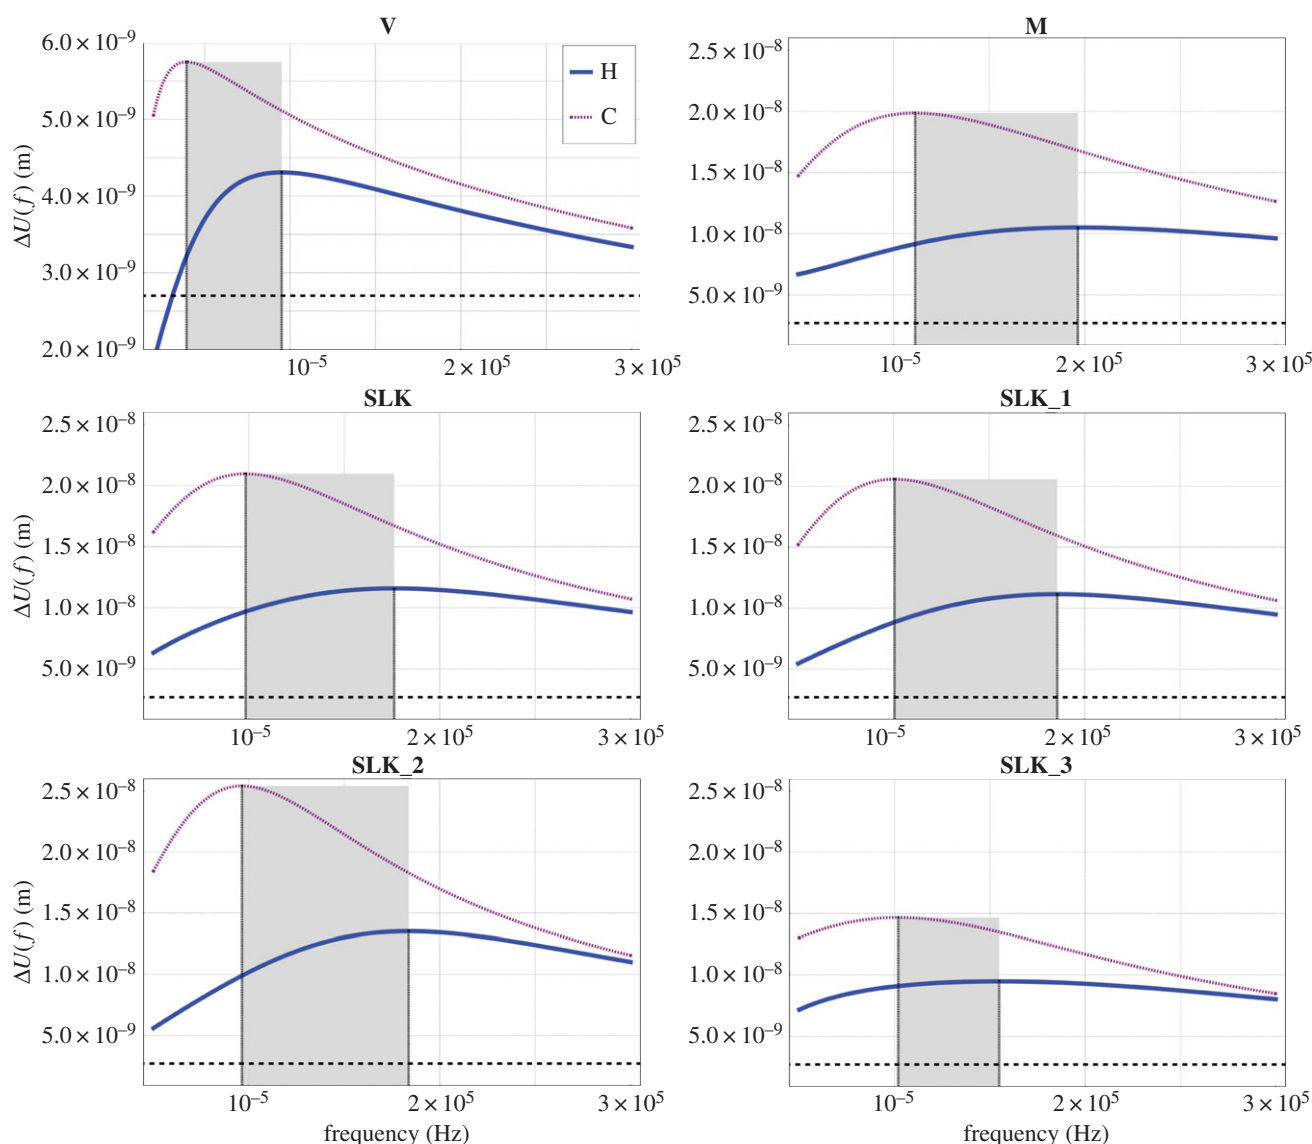 V
6.0 × 10⁻⁹
5.0 × 10⁻⁹
4.0 × 10⁻⁹
3.0 × 10⁻⁹
2.0 × 10⁻⁹
ΔU(f) (m)
H
C
10⁻⁵
2 × 10⁵
3 × 10⁵
M
2.5 × 10⁻⁸
2.0 × 10⁻⁸
1.5 × 10⁻⁸
1.0 × 10⁻⁸
5.0 × 10⁻⁹
10⁻⁵
2 × 10⁵
3 × 10⁵
SLK
2.5 × 10⁻⁸
2.0 × 10⁻⁸
1.5 × 10⁻⁸
1.0 × 10⁻⁸
5.0 × 10⁻⁹
ΔU(f) (m)
10⁻⁵
2 × 10⁵
3 × 10⁵
SLK_1
2.5 × 10⁻⁸
2.0 × 10⁻⁸
1.5 × 10⁻⁸
1.0 × 10⁻⁸
5.0 × 10⁻⁹
10⁻⁵
2 × 10⁵
3 × 10⁵
SLK_2
2.5 × 10⁻⁸
2.0 × 10⁻⁸
1.5 × 10⁻⁸
1.0 × 10⁻⁸
5.0 × 10⁻⁹
ΔU(f) (m)
10⁻⁵
2 × 10⁵
3 × 10⁵
frequency (Hz)
SLK_3
2.5 × 10⁻⁸
2.0 × 10⁻⁸
1.5 × 10⁻⁸
1.0 × 10⁻⁸
5.0 × 10⁻⁹
10⁻⁵
2 × 10⁵
3 × 10⁵
frequency (Hz)